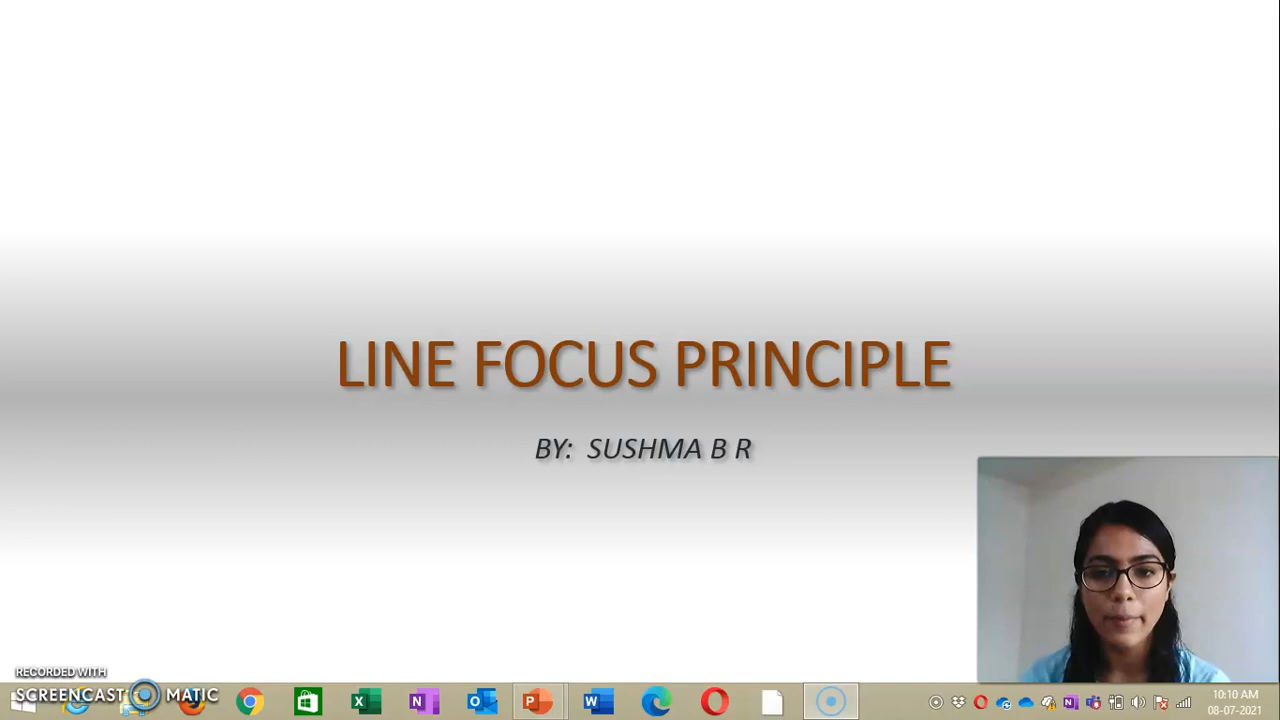 LINE FOCUS PRINCIPLE
BY: SUSHMA B R
RECORDED WITH
SCREENCAST MATIC
10:10 AM
08-07-2021